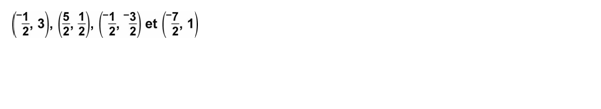 (⁻1/2, 3), (5/2, 1/2), (⁻1/2, ⁻3/2) et (⁻7/2, 1)